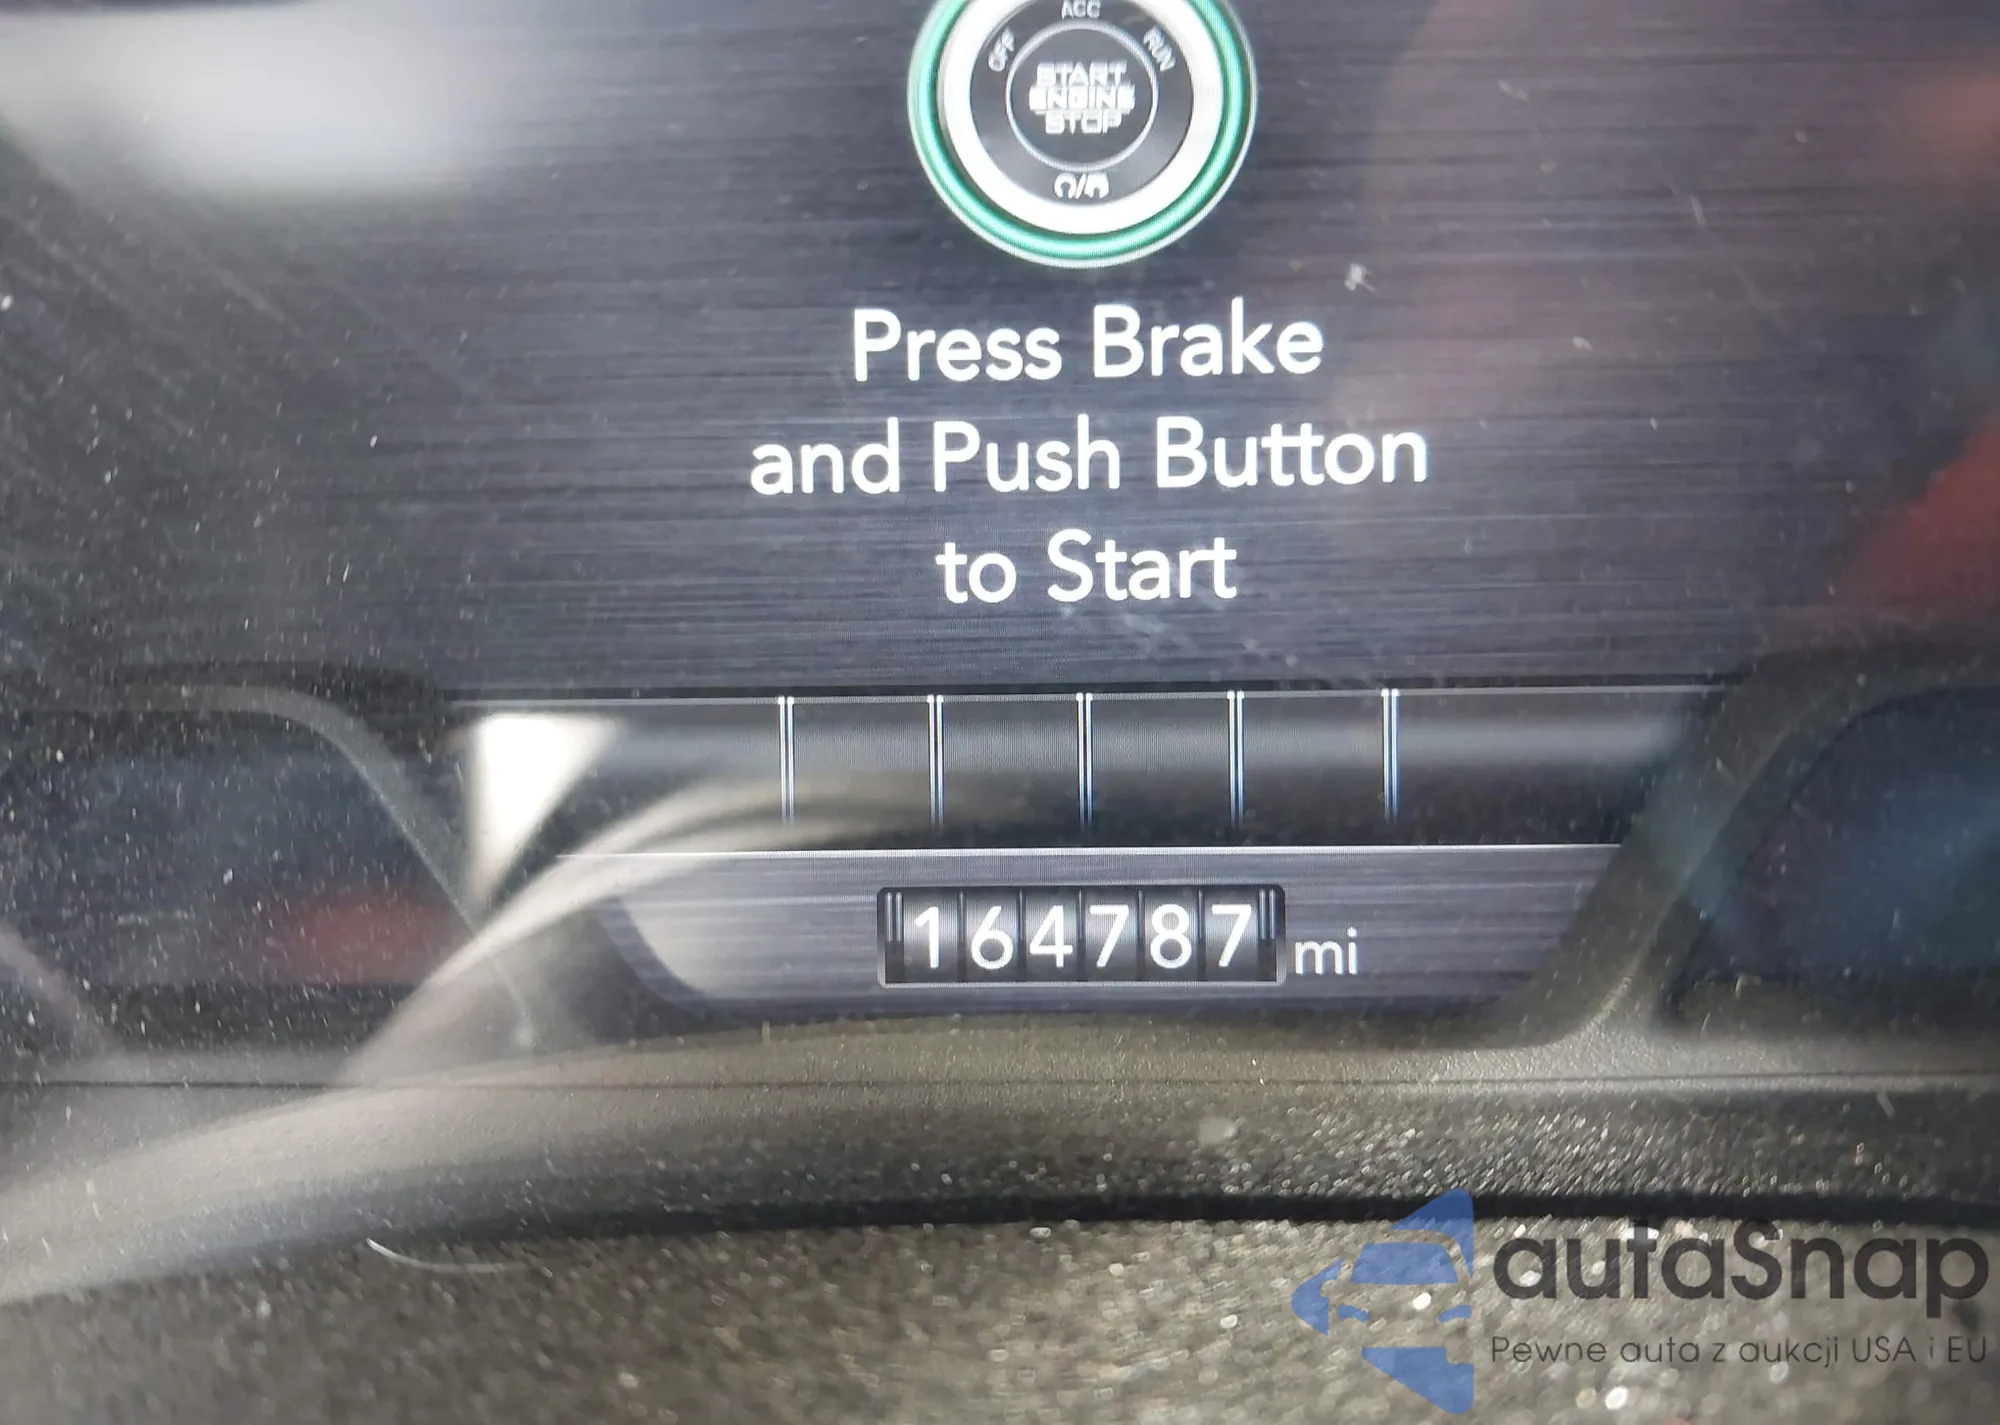 ACC
OFF
RUN
START
ENGINE
STOP
Press Brake
and Push Button
to Start
164787 mi
autaSnap
Pewne auta z aukcji USA i EU